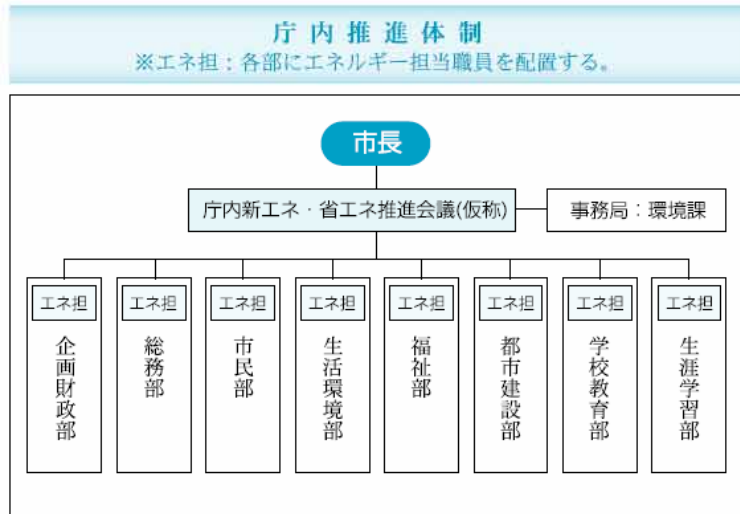 庁内推進体制
※エネ担：各部にエネルギー担当職員を配置する。
市長
庁内新エネ・省エネ推進会議(仮称)
事務局：環境課
エネ担
企画財政部
エネ担
総務部
エネ担
市民部
エネ担
生活環境部
エネ担
福祉部
エネ担
都市建設部
エネ担
学校教育部
エネ担
生涯学習部